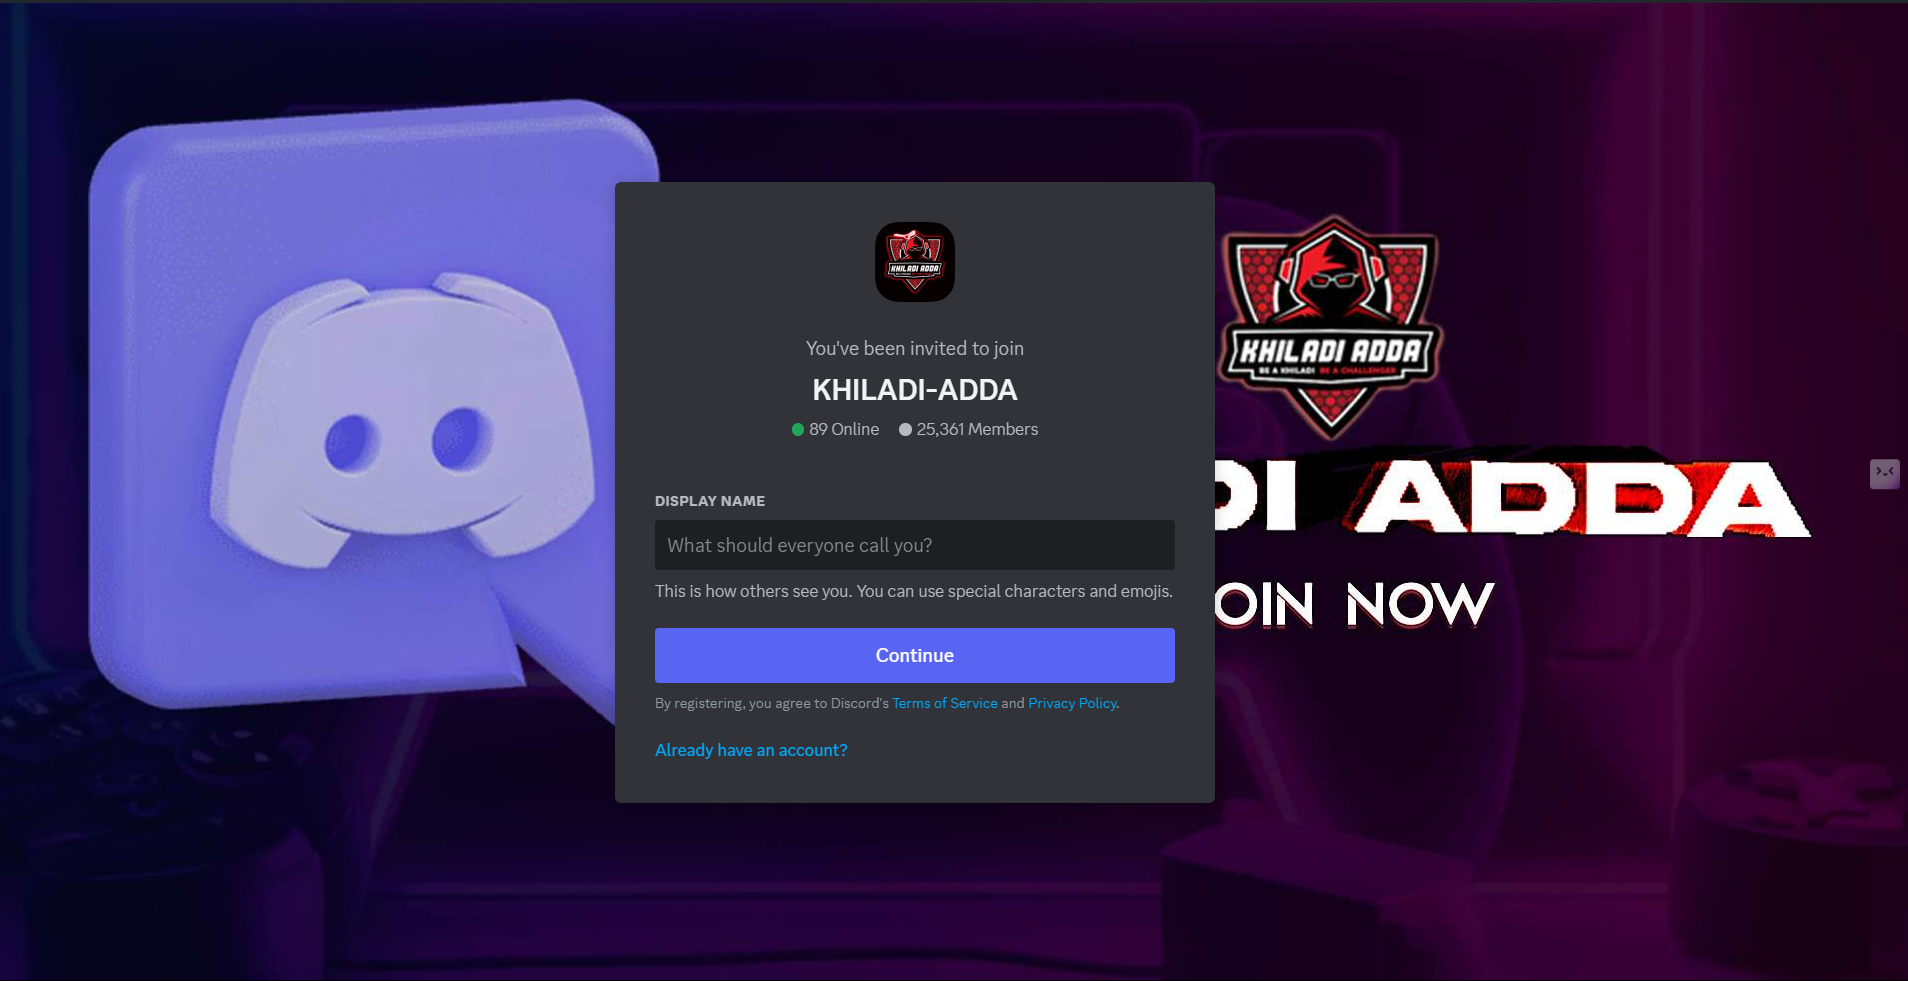 KHILADI ADDA
You've been invited to join
KHILADI-ADDA
89 Online 25,361 Members
DISPLAY NAME
What should everyone call you?
This is how others see you. You can use special characters and emojis.
Continue
By registering, you agree to Discord's Terms of Service and Privacy Policy.
Already have an account?
KHILADI ADDA
BE A KHILADI BE A CHALLENGER
DI ADDA
OIN NOW